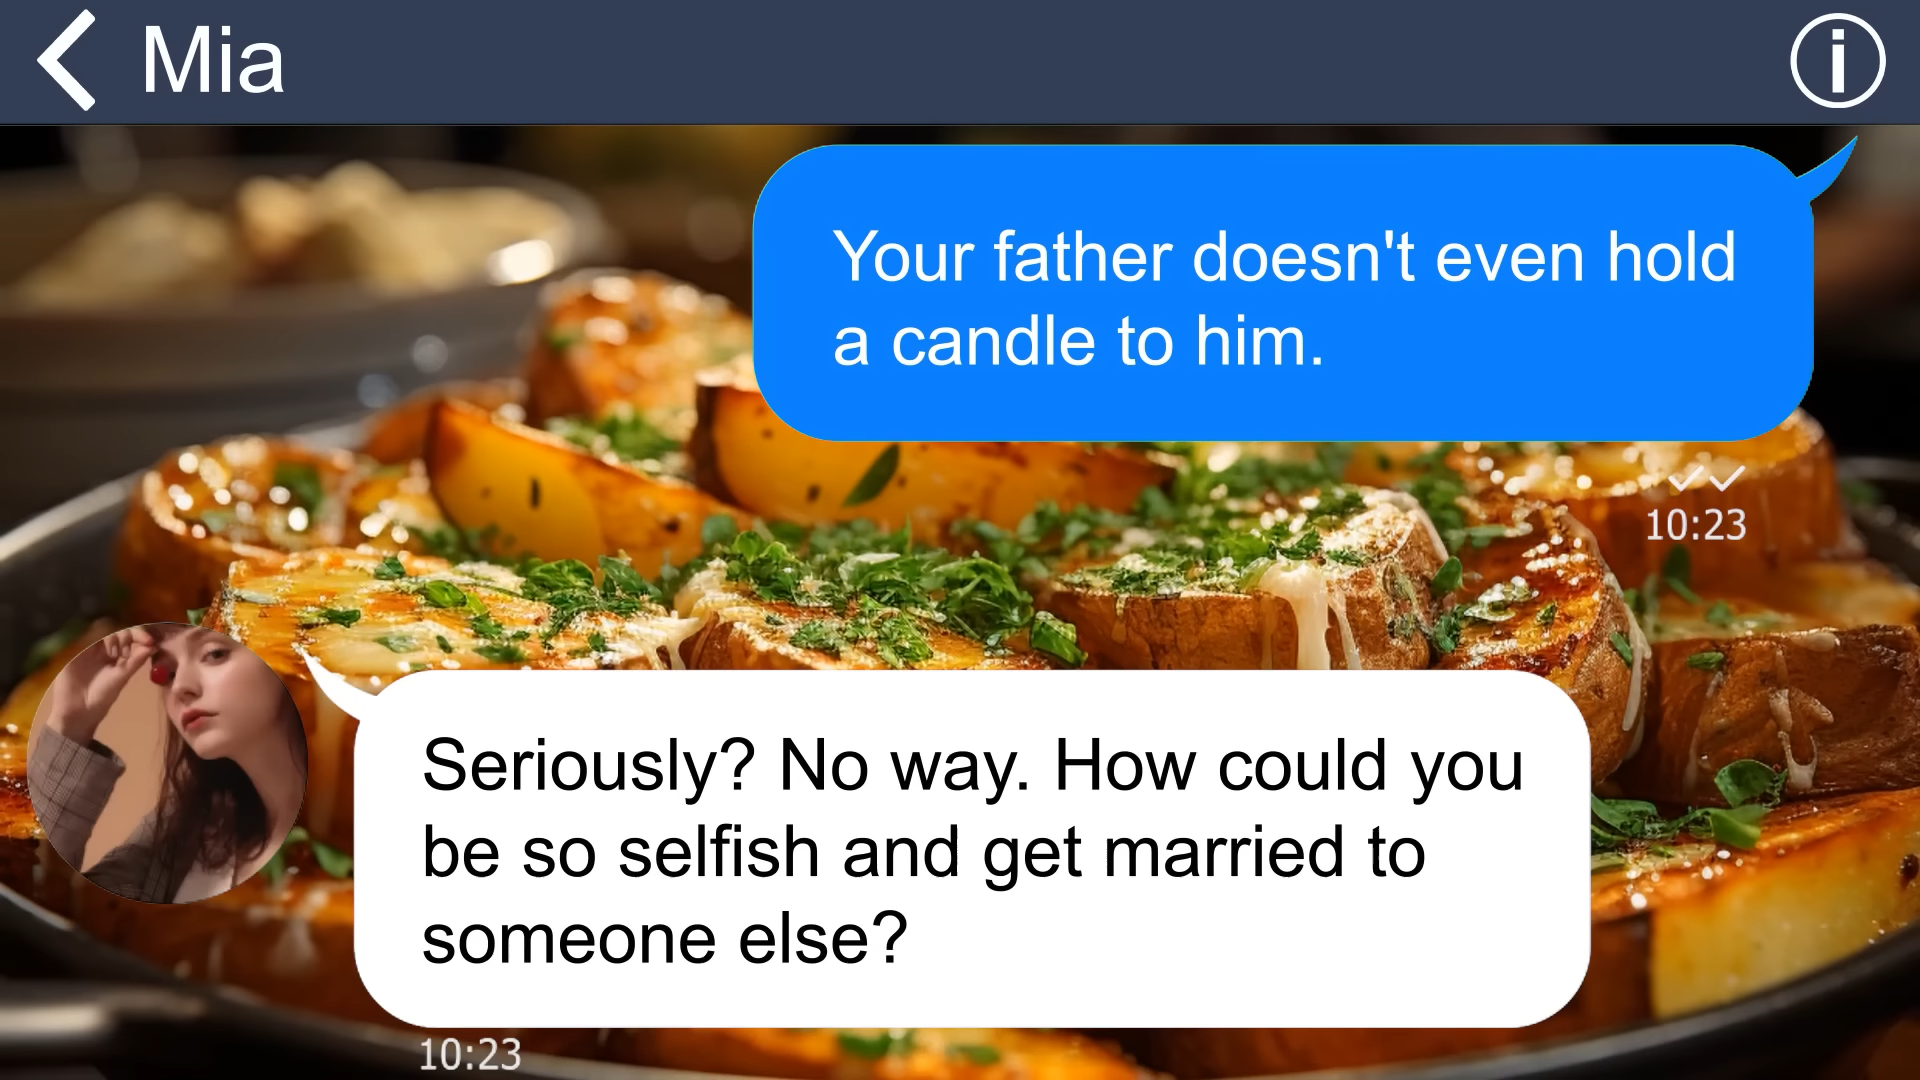 Mia
Your father doesn't even hold
a candle to him.
10:23
Seriously? No way. How could you
be so selfish and get married to
someone else?
10:23